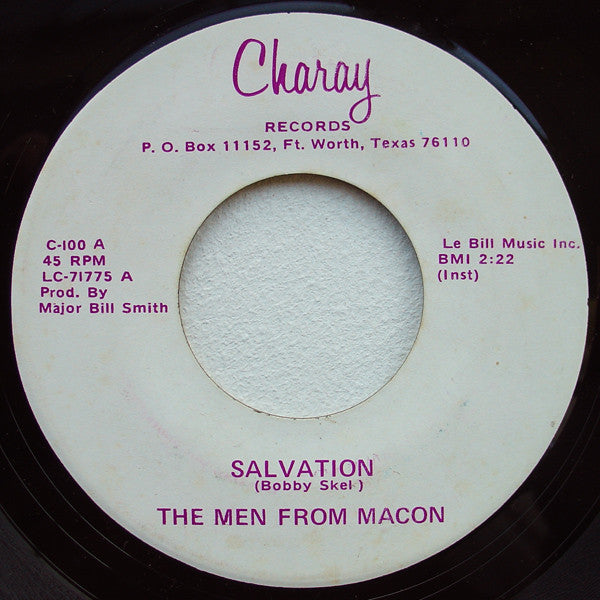 Charay
RECORDS
P. O. Box 11152, Ft. Worth, Texas 76110
C-100 A
45 RPM
LC-71775 A
Prod. By
Major Bill Smith
Le Bill Music Inc.
BMI 2:22
(Inst)
SALVATION
(Bobby Skel)
THE MEN FROM MACON